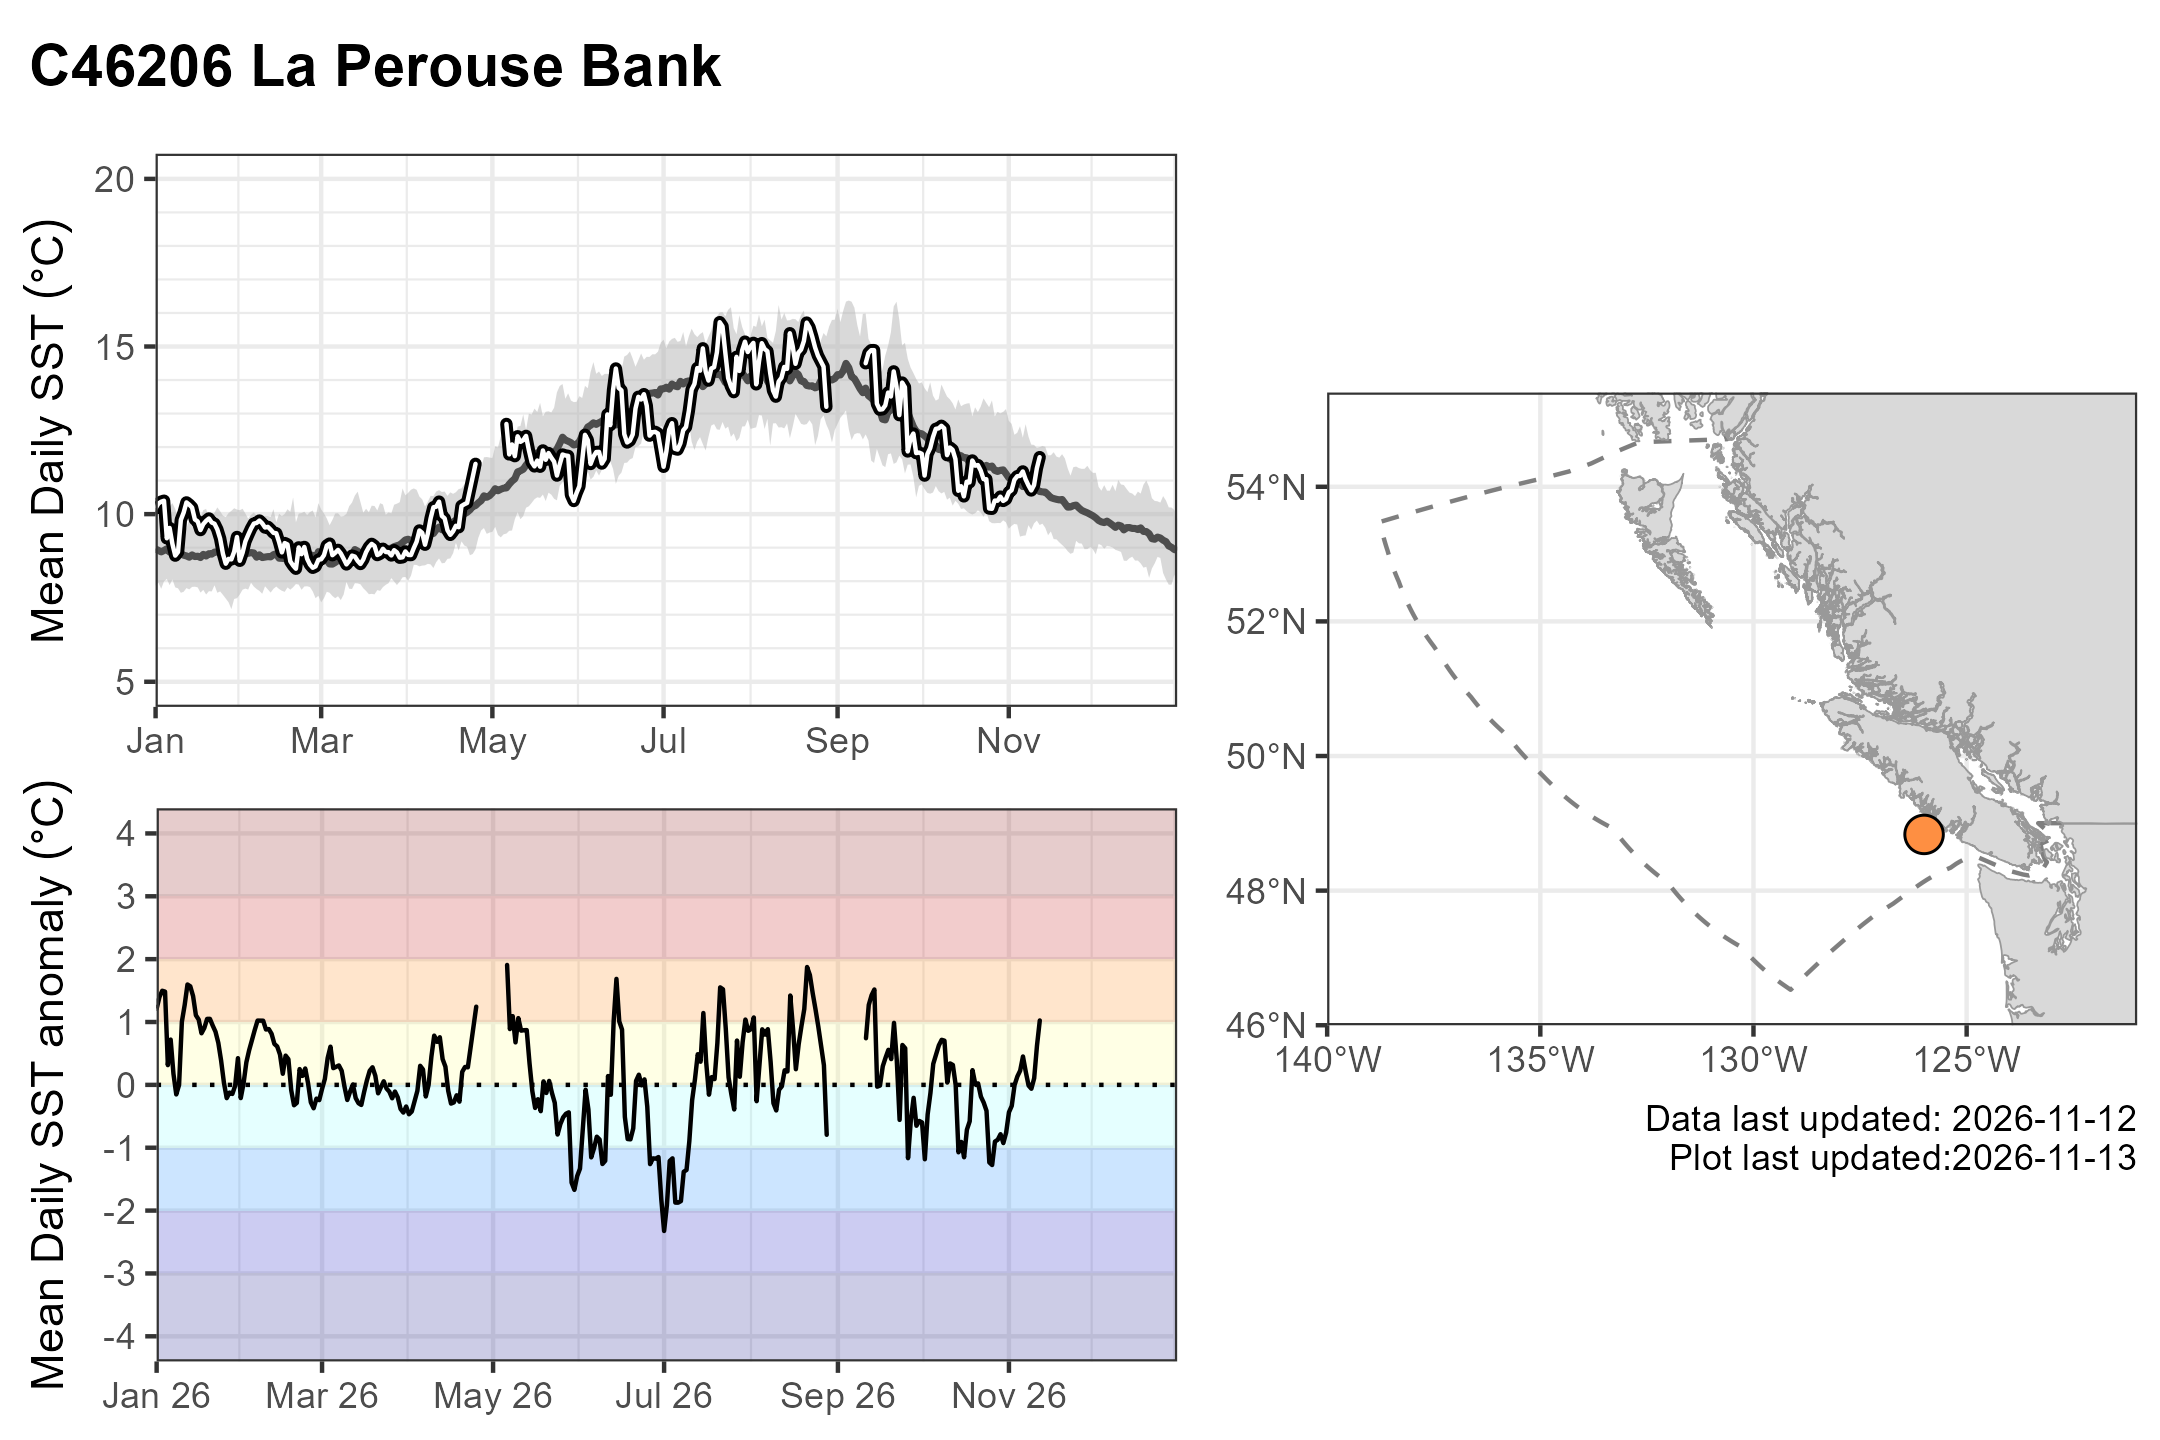 C46206 La Perouse Bank
Mean Daily SST (°C)
20
15
10
5
Jan Mar May Jul Sep Nov
Mean Daily SST anomaly (°C)
4
3
2
1
0
-1
-2
-3
-4
Jan 26 Mar 26 May 26 Jul 26 Sep 26 Nov 26
54°N
52°N
50°N
48°N
46°N
140°W 135°W 130°W 125°W
Data last updated: 2026-11-12
Plot last updated:2026-11-13